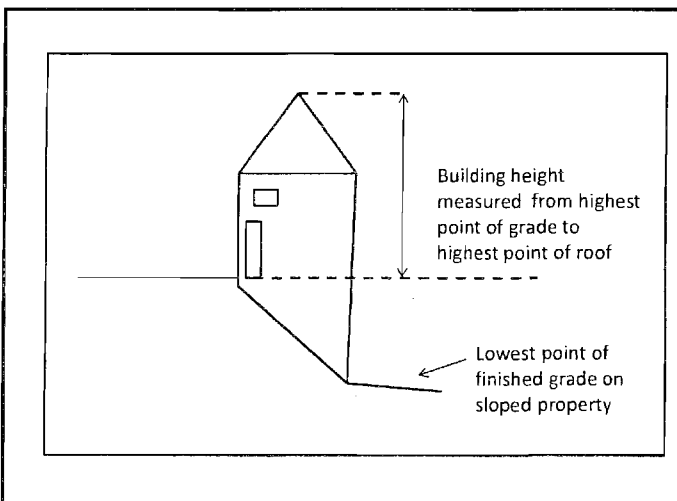 Building height
measured from highest
point of grade to
highest point of roof
Lowest point of
finished grade on
sloped property